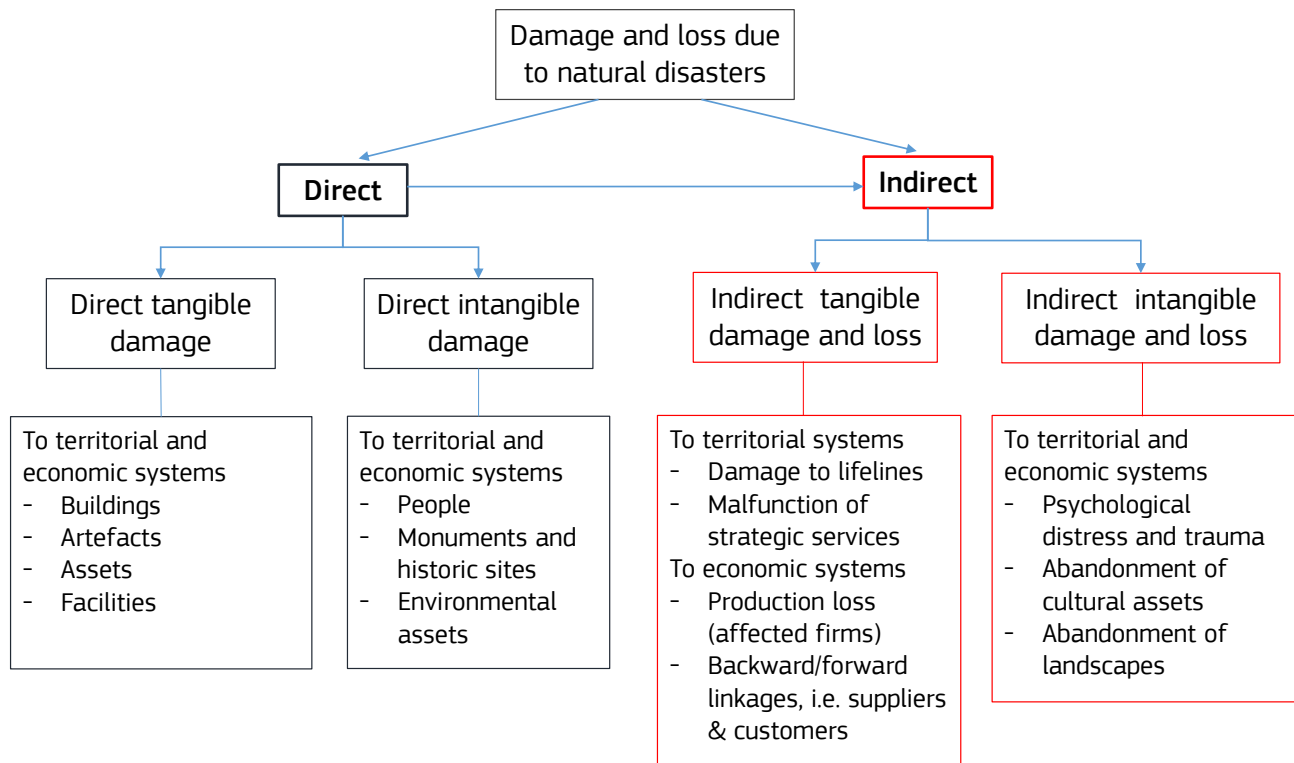 Damage and loss due
to natural disasters
Direct
Indirect
Direct tangible
damage
Direct intangible
damage
Indirect tangible
damage and loss
Indirect intangible
damage and loss
To territorial and
economic systems
- Buildings
- Artefacts
- Assets
- Facilities
To territorial and
economic systems
- People
- Monuments and
historic sites
- Environmental
assets
To territorial systems
- Damage to lifelines
- Malfunction of
strategic services
To economic systems
- Production loss
(affected firms)
- Backward/forward
linkages, i.e. suppliers
& customers
To territorial and
economic systems
- Psychological
distress and trauma
- Abandonment of
cultural assets
- Abandonment of
landscapes